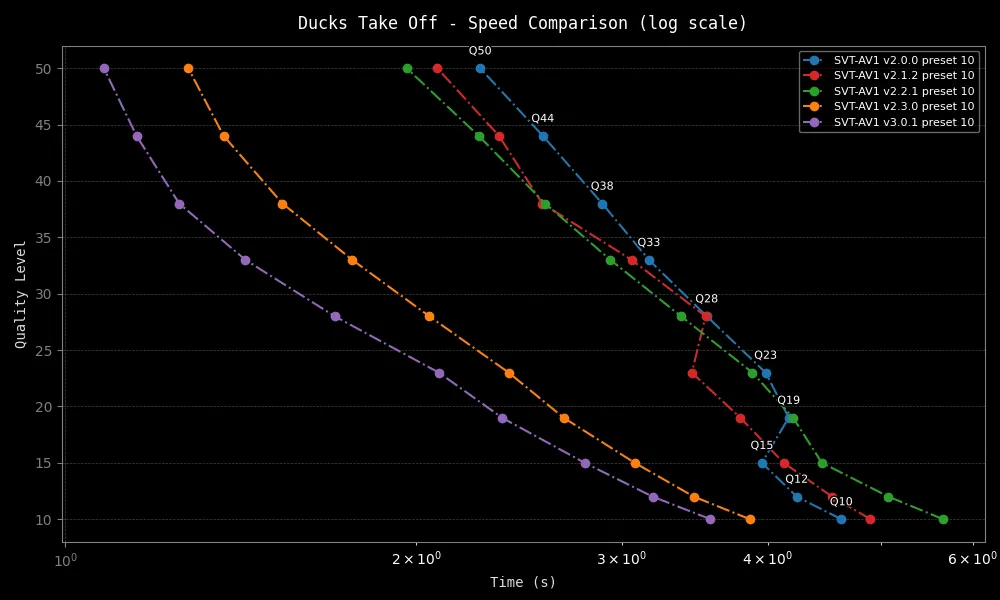 Ducks Take Off - Speed Comparison (log scale)
SVT-AV1 v2.0.0 preset 10
SVT-AV1 v2.1.2 preset 10
SVT-AV1 v2.2.1 preset 10
SVT-AV1 v2.3.0 preset 10
SVT-AV1 v3.0.1 preset 10
Q50
Q44
Q38
Q33
Q28
Q23
Q19
Q15
Q12
Q10
Quality Level
50
45
40
35
30
25
20
15
10
10⁰
2 × 10⁰
3 × 10⁰
4 × 10⁰
6 × 10⁰
Time (s)